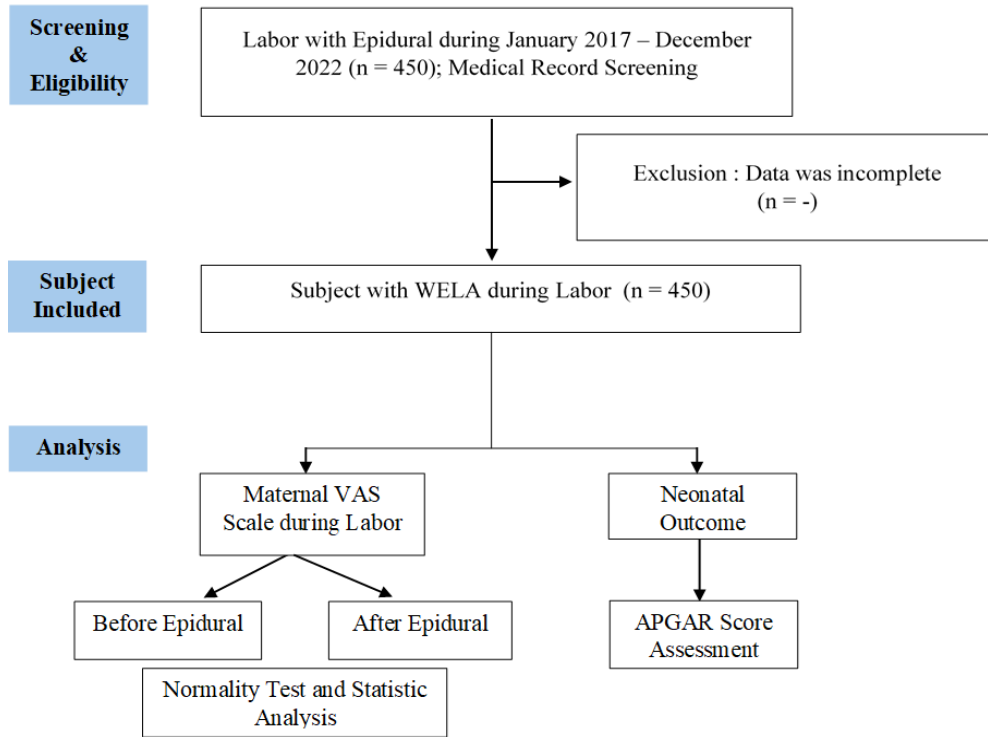 Screening
&
Eligibility
Labor with Epidural during January 2017 – December
2022 (n = 450); Medical Record Screening
Exclusion : Data was incomplete
(n = -)
Subject
Included
Subject with WELA during Labor (n = 450)
Analysis
Maternal VAS
Scale during Labor
Neonatal
Outcome
Before Epidural
After Epidural
APGAR Score
Assessment
Normality Test and Statistic
Analysis